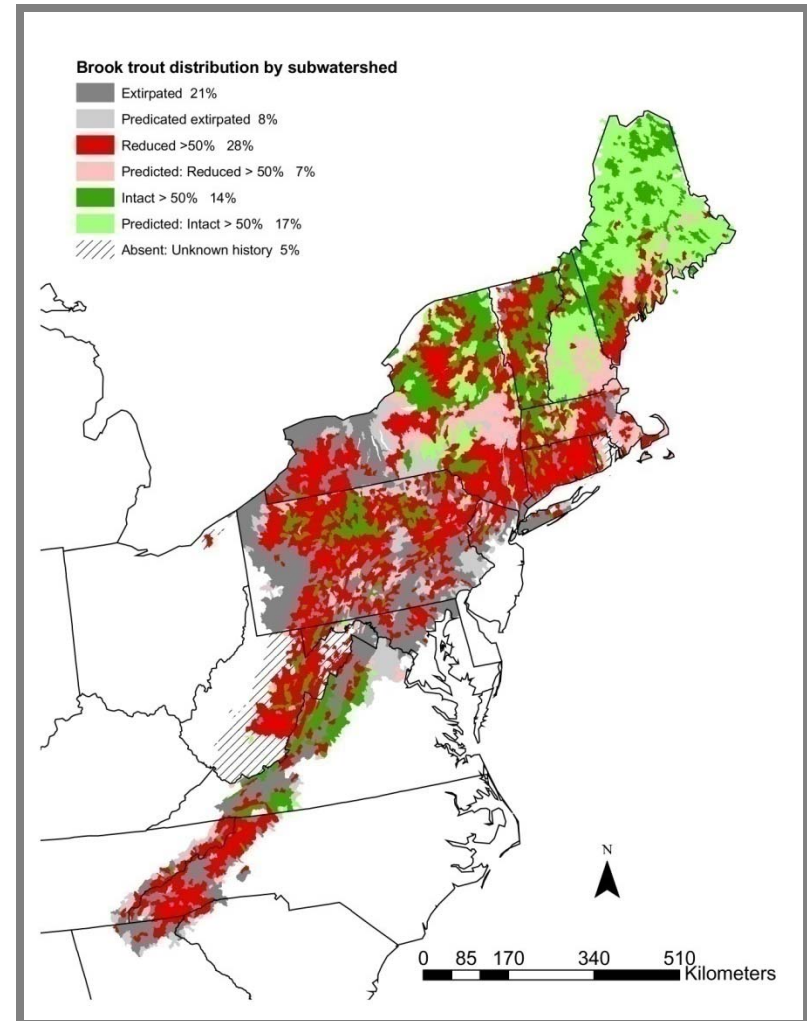 Brook trout distribution by subwatershed
Extirpated 21%
Predicated extirpated 8%
Reduced >50% 28%
Predicted: Reduced > 50% 7%
Intact > 50% 14%
Predicted: Intact > 50% 17%
Absent: Unknown history 5%
N
0 85 170 340 510
Kilometers